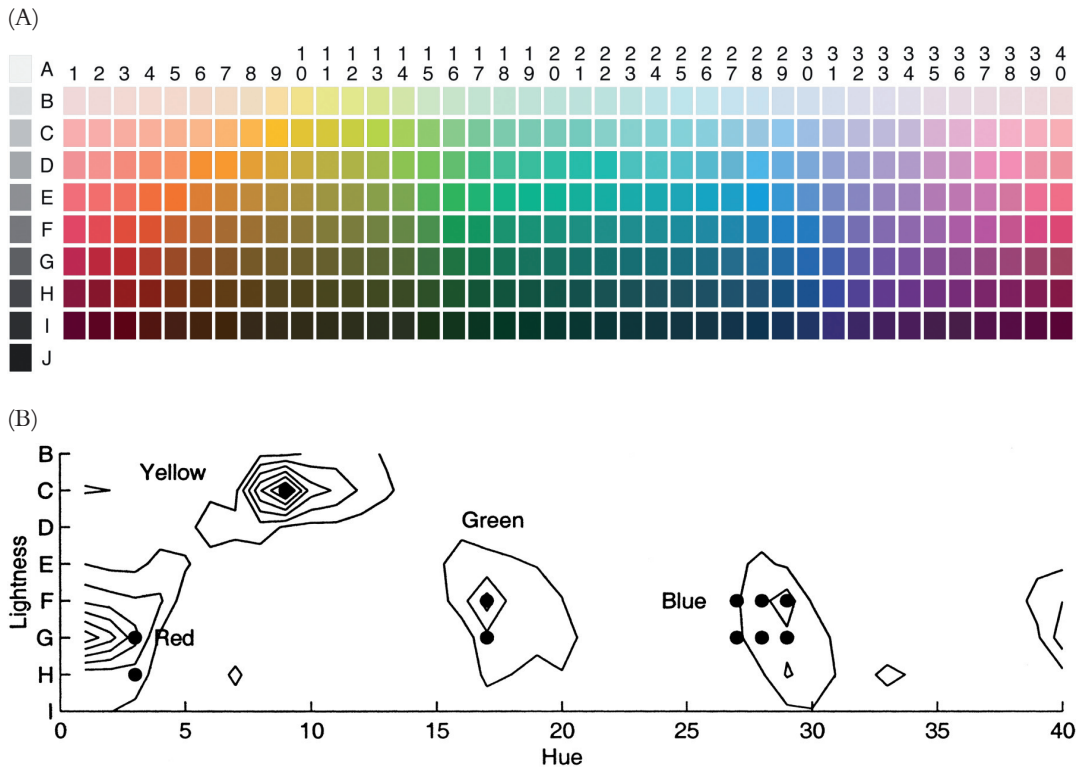 (A)
A 1 2 3 4 5 6 7 8 9 10 11 12 13 14 15 16 17 18 19 20 21 22 23 24 25 26 27 28 29 30 31 32 33 34 35 36 37 38 39 40
B
C
D
E
F
G
H
I
J
(B)
B
C
D
E
F
G
H
I
Lightness
Yellow
Green
Blue
Red
0 5 10 15 20 25 30 35 40
Hue